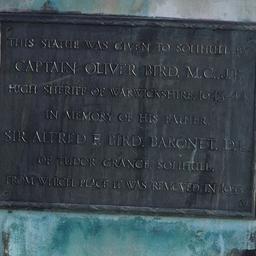 THIS STATUE WAS GIVEN TO SOLIHULL BY
CAPTAIN OLIVER BIRD, M.C., J.P.
HIGH SHERIFF OF WARWICKSHIRE,
IN MEMORY OF HIS FATHER
SIR ALFRED F. BIRD, BARONET, D.L.
OF TUDOR GRANGE, SOLIHULL,
FROM WHICH PLACE IT WAS REMOVED IN